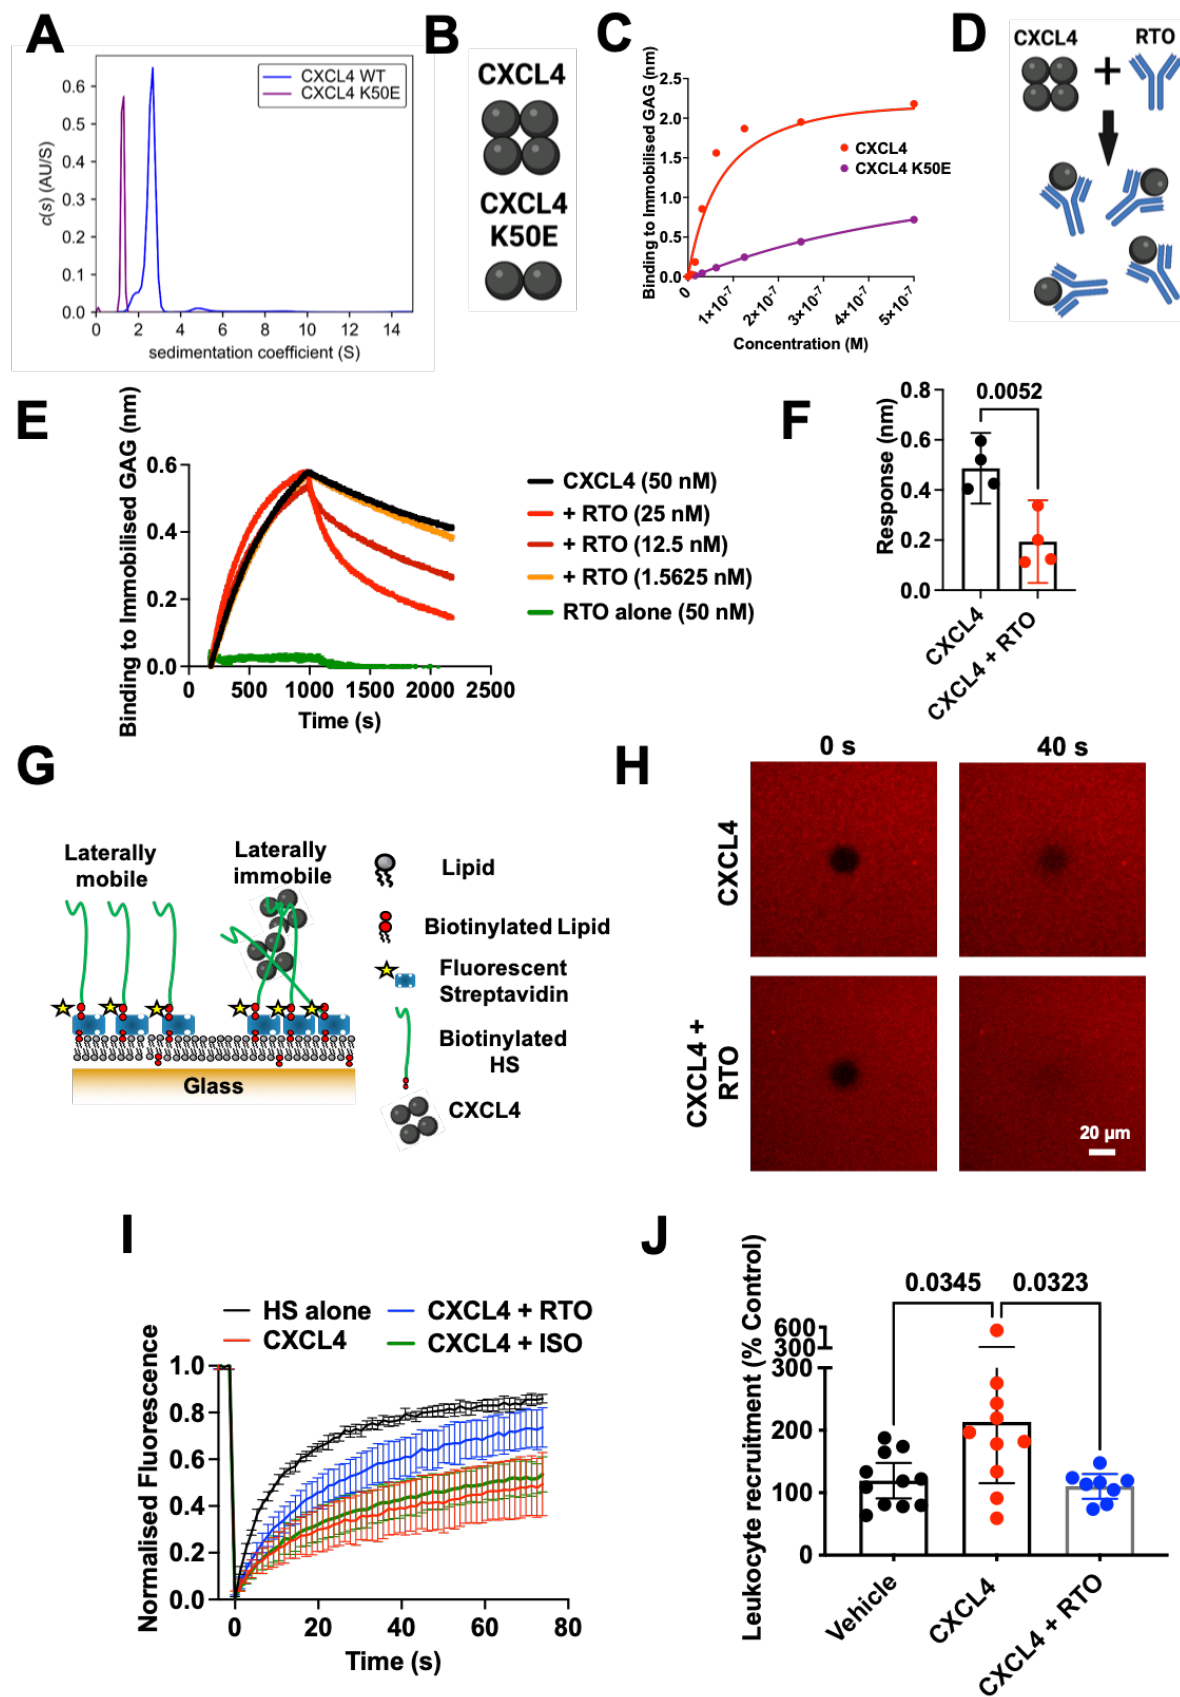 A
CXCL4 WT
CXCL4 K50E
c(s) (AU/S)
0.6
0.5
0.4
0.3
0.2
0.1
0.0
0 2 4 6 8 10 12 14
sedimentation coefficient (S)
B
CXCL4
CXCL4
K50E
C
Binding to Immobilised GAG (nm)
2.5
2.0
1.5
1.0
0.5
0.0
CXCL4
CXCL4 K50E
0 1×10⁻⁷ 2×10⁻⁷ 3×10⁻⁷ 4×10⁻⁷ 5×10⁻⁷
Concentration (M)
D
CXCL4 + RTO
E
Binding to Immobilised GAG (nm)
0.6
0.4
0.2
0.0
0 500 1000 1500 2000 2500
Time (s)
CXCL4 (50 nM)
+ RTO (25 nM)
+ RTO (12.5 nM)
+ RTO (1.5625 nM)
RTO alone (50 nM)
F
Response (nm)
0.8
0.6
0.4
0.2
0.0
0.0052
CXCL4
CXCL4 + RTO
G
Laterally
mobile
Laterally
immobile
Glass
Lipid
Biotinylated Lipid
Fluorescent
Streptavidin
Biotinylated
HS
CXCL4
H
0 s
40 s
CXCL4
CXCL4 +
RTO
20 µm
I
HS alone
CXCL4
CXCL4 + RTO
CXCL4 + ISO
Normalised Fluorescence
1.0
0.8
0.6
0.4
0.2
0.0
0 20 40 60 80
Time (s)
J
Leukocyte recruitment (% Control)
600
300
300
200
100
0
0.0345
0.0323
Vehicle
CXCL4
CXCL4 + RTO